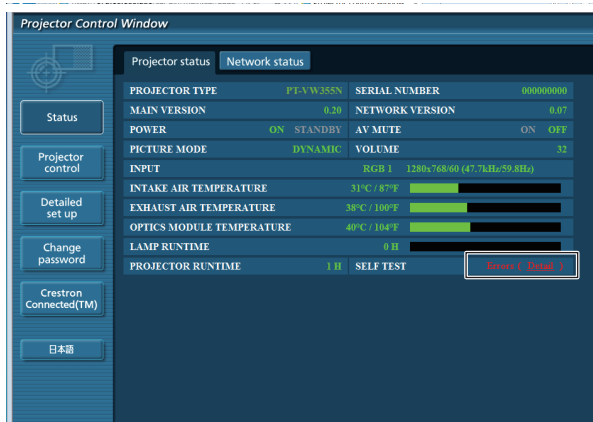 Projector Control Window
Projector status Network status
PROJECTOR TYPE PT-VW355N SERIAL NUMBER 000000000
MAIN VERSION 0.20 NETWORK VERSION 0.07
Status
POWER ON STANDBY AV MUTE ON OFF
PICTURE MODE DYNAMIC VOLUME 32
Projector
control
INPUT RGB 1 1280x768/60 (47.7kHz/59.8Hz)
INTAKE AIR TEMPERATURE 31°C / 87°F
Detailed
set up
EXHAUST AIR TEMPERATURE 38°C / 100°F
OPTICS MODULE TEMPERATURE 40°C / 104°F
Change
password
LAMP RUNTIME 0 H
PROJECTOR RUNTIME 1 H SELF TEST Errors ( Detail )
Crestron
Connected(TM)
日本語